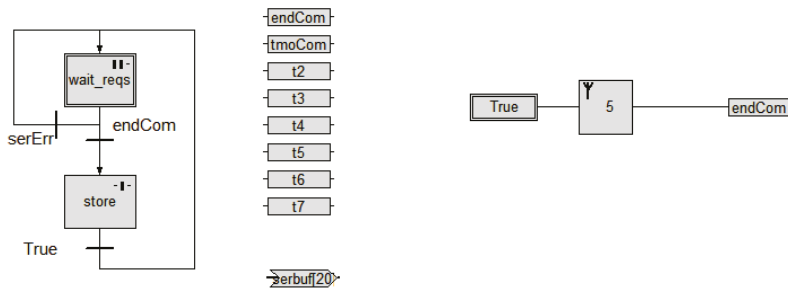 wait_reqs
serErr
endCom
store
True
endCom
tmoCom
t2
t3
t4
t5
t6
t7
serbuf[20
True
5
endCom